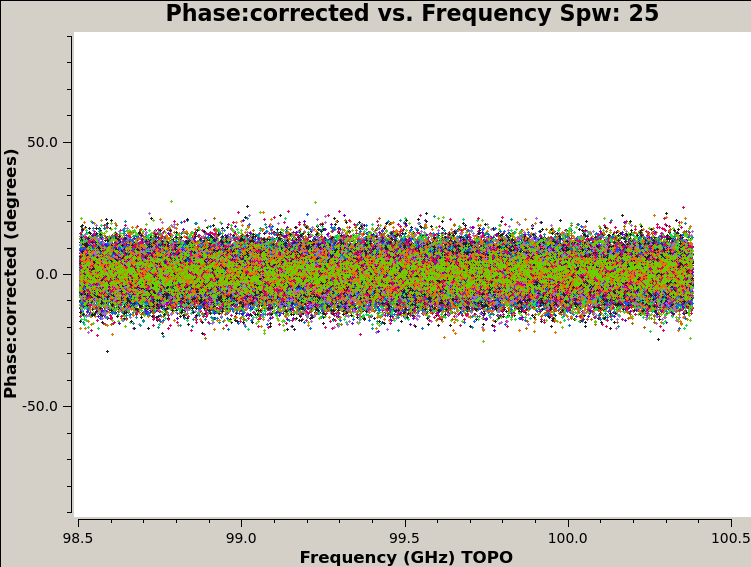 Phase:corrected vs. Frequency Spw: 25
Phase:corrected (degrees)
50.0
0.0
-50.0
98.5 99.0 99.5 100.0 100.5
Frequency (GHz) TOPO